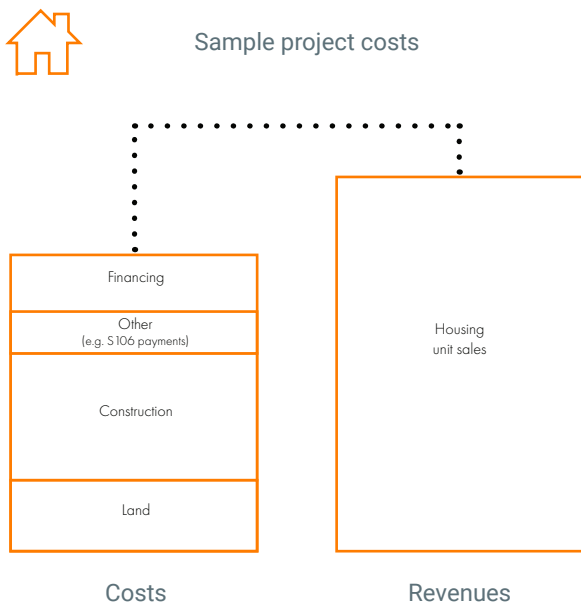 Sample project costs
Financing
Other
(e.g. S106 payments)
Construction
Land
Housing
unit sales
Costs
Revenues